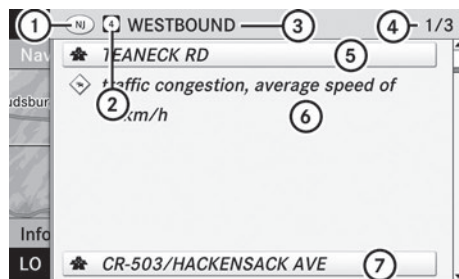 1 NJ 4 WESTBOUND 3 4 1/3
Nav TEANECK RD 5
traffic congestion, average speed of
udsbur 2 km/h 6
Info
LO CR-503/HACKENSACK AVE 7